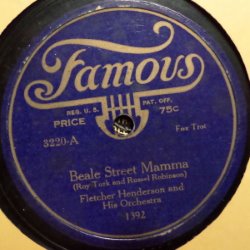 Famous
REG. U.S. PAT. OFF.
PRICE 75C
3220-A
Fox Trot
Beale Street Mamma
(Roy Turk and Russel Robinson)
Fletcher Henderson and
His Orchestra
1392